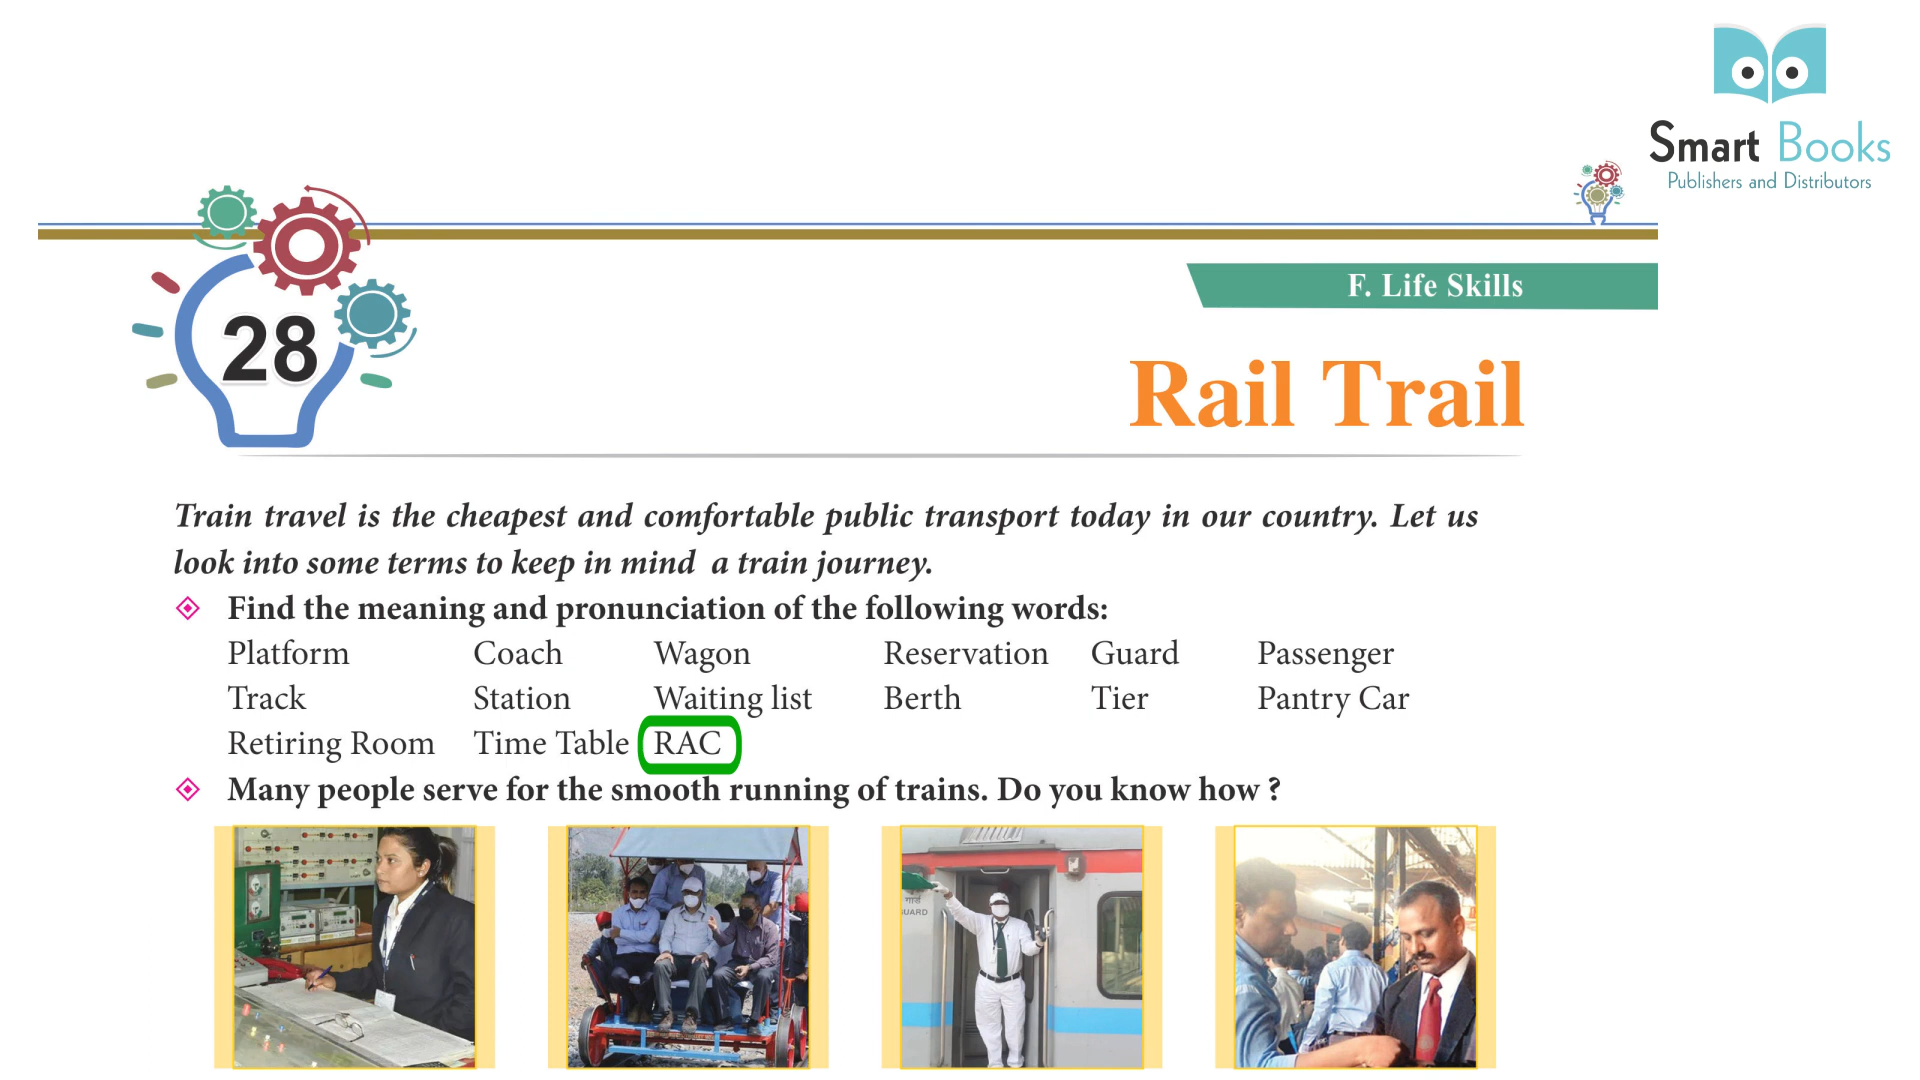 Smart Books
Publishers and Distributors
F. Life Skills
28
Rail Trail
Train travel is the cheapest and comfortable public transport today in our country. Let us
look into some terms to keep in mind a train journey.
Find the meaning and pronunciation of the following words:
Platform Coach Wagon Reservation Guard Passenger
Track Station Waiting list Berth Tier Pantry Car
Retiring Room Time Table RAC
Many people serve for the smooth running of trains. Do you know how ?
गार्ड
GUARD